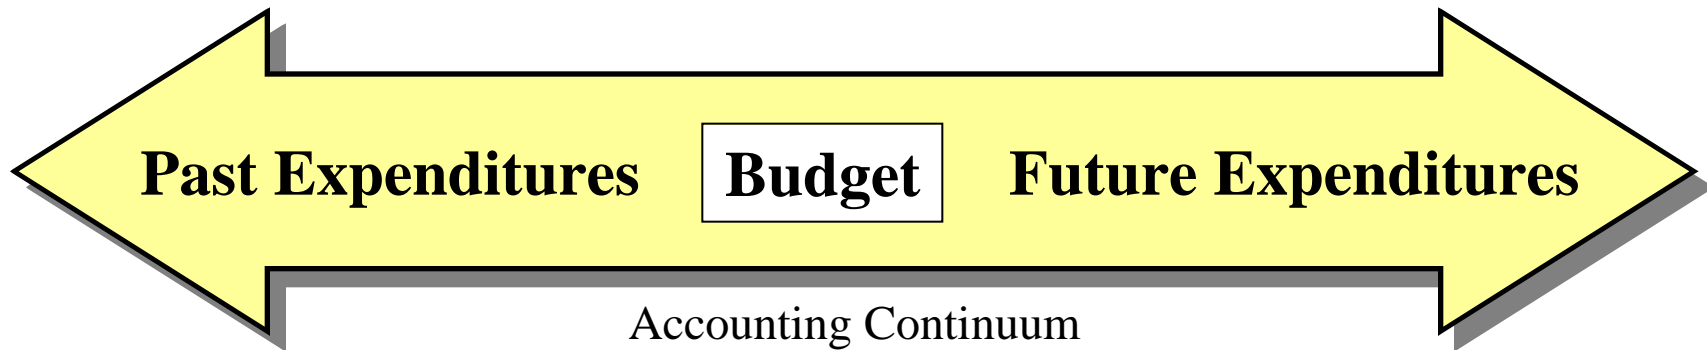 Past Expenditures Budget Future Expenditures
Accounting Continuum